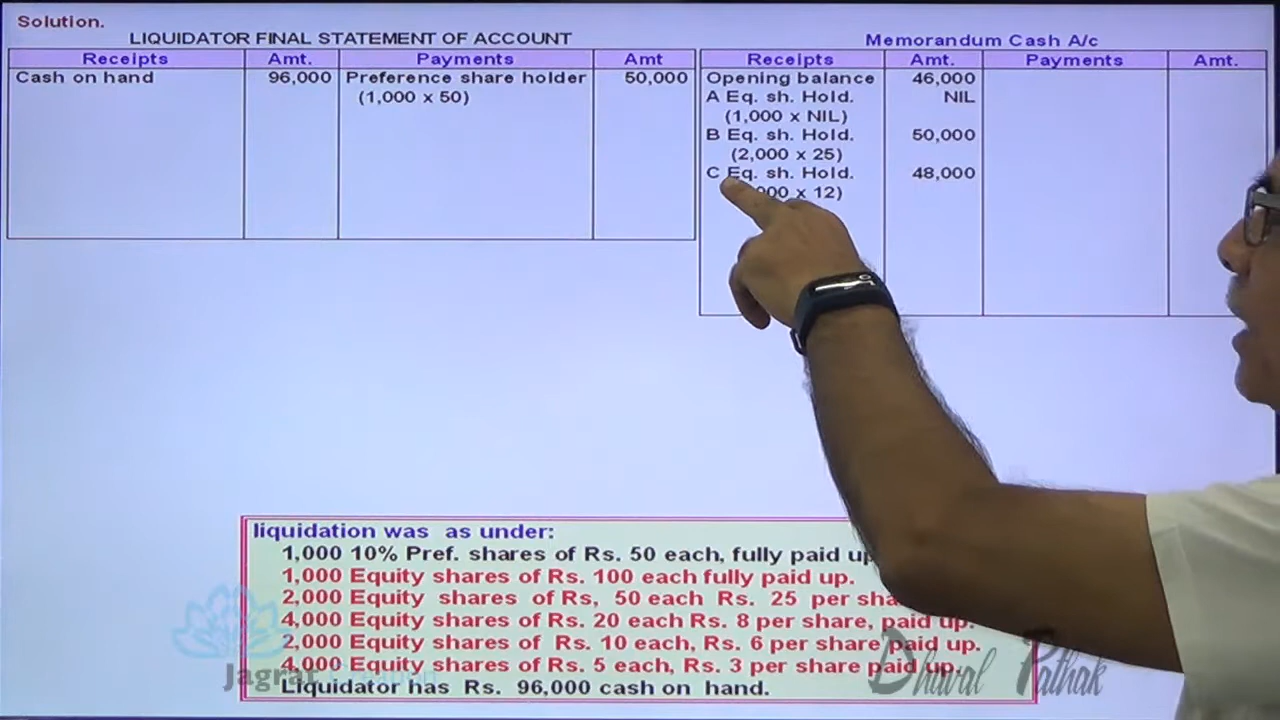 Solution.
LIQUIDATOR FINAL STATEMENT OF ACCOUNT
Receipts Amt. Payments Amt
Cash on hand 96,000 Preference share holder 50,000
(1,000 x 50)
Memorandum Cash A/c
Receipts Amt. Payments Amt.
Opening balance 46,000
A Eq. sh. Hold. NIL
(1,000 x NIL)
B Eq. sh. Hold. 50,000
(2,000 x 25)
C Eq. sh. Hold. 48,000
x 12)
liquidation was as under:
1,000 10% Pref. shares of Rs. 50 each, fully paid up
1,000 Equity shares of Rs. 100 each fully paid up.
2,000 Equity shares of Rs, 50 each Rs. 25 per
4,000 Equity shares of Rs. 20 each Rs. 8 per share, paid up.
2,000 Equity shares of Rs. 10 each, Rs. 6 per share paid up.
4,000 Equity shares of Rs. 5 each, Rs. 3 per share paid up.
Liquidator has Rs. 96,000 cash on hand.
Jagrat Creation
Dhaval Pathak